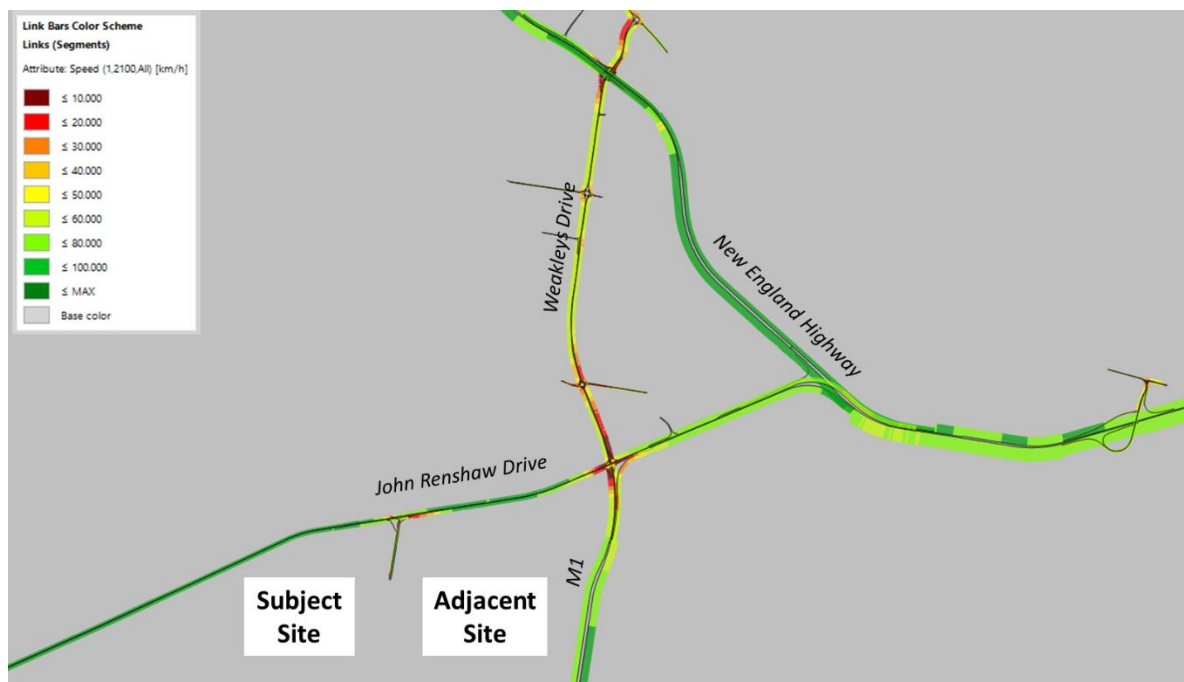 Link Bars Color Scheme
Links (Segments)
Attribute: Speed (1,2100,All) [km/h]
≤ 10.000
≤ 20.000
≤ 30.000
≤ 40.000
≤ 50.000
≤ 60.000
≤ 80.000
≤ 100.000
≤ MAX
Base color
Weakleys Drive
New England Highway
John Renshaw Drive
M1
Subject
Site
Adjacent
Site